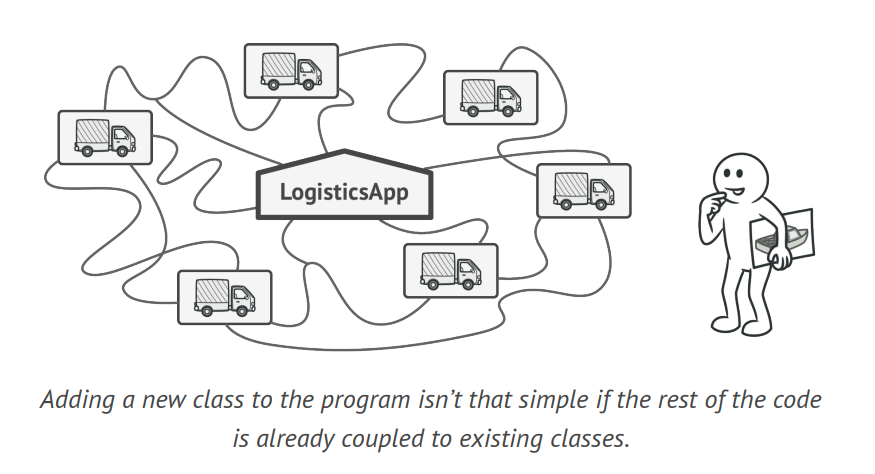 LogisticsApp
Adding a new class to the program isn’t that simple if the rest of the code
is already coupled to existing classes.